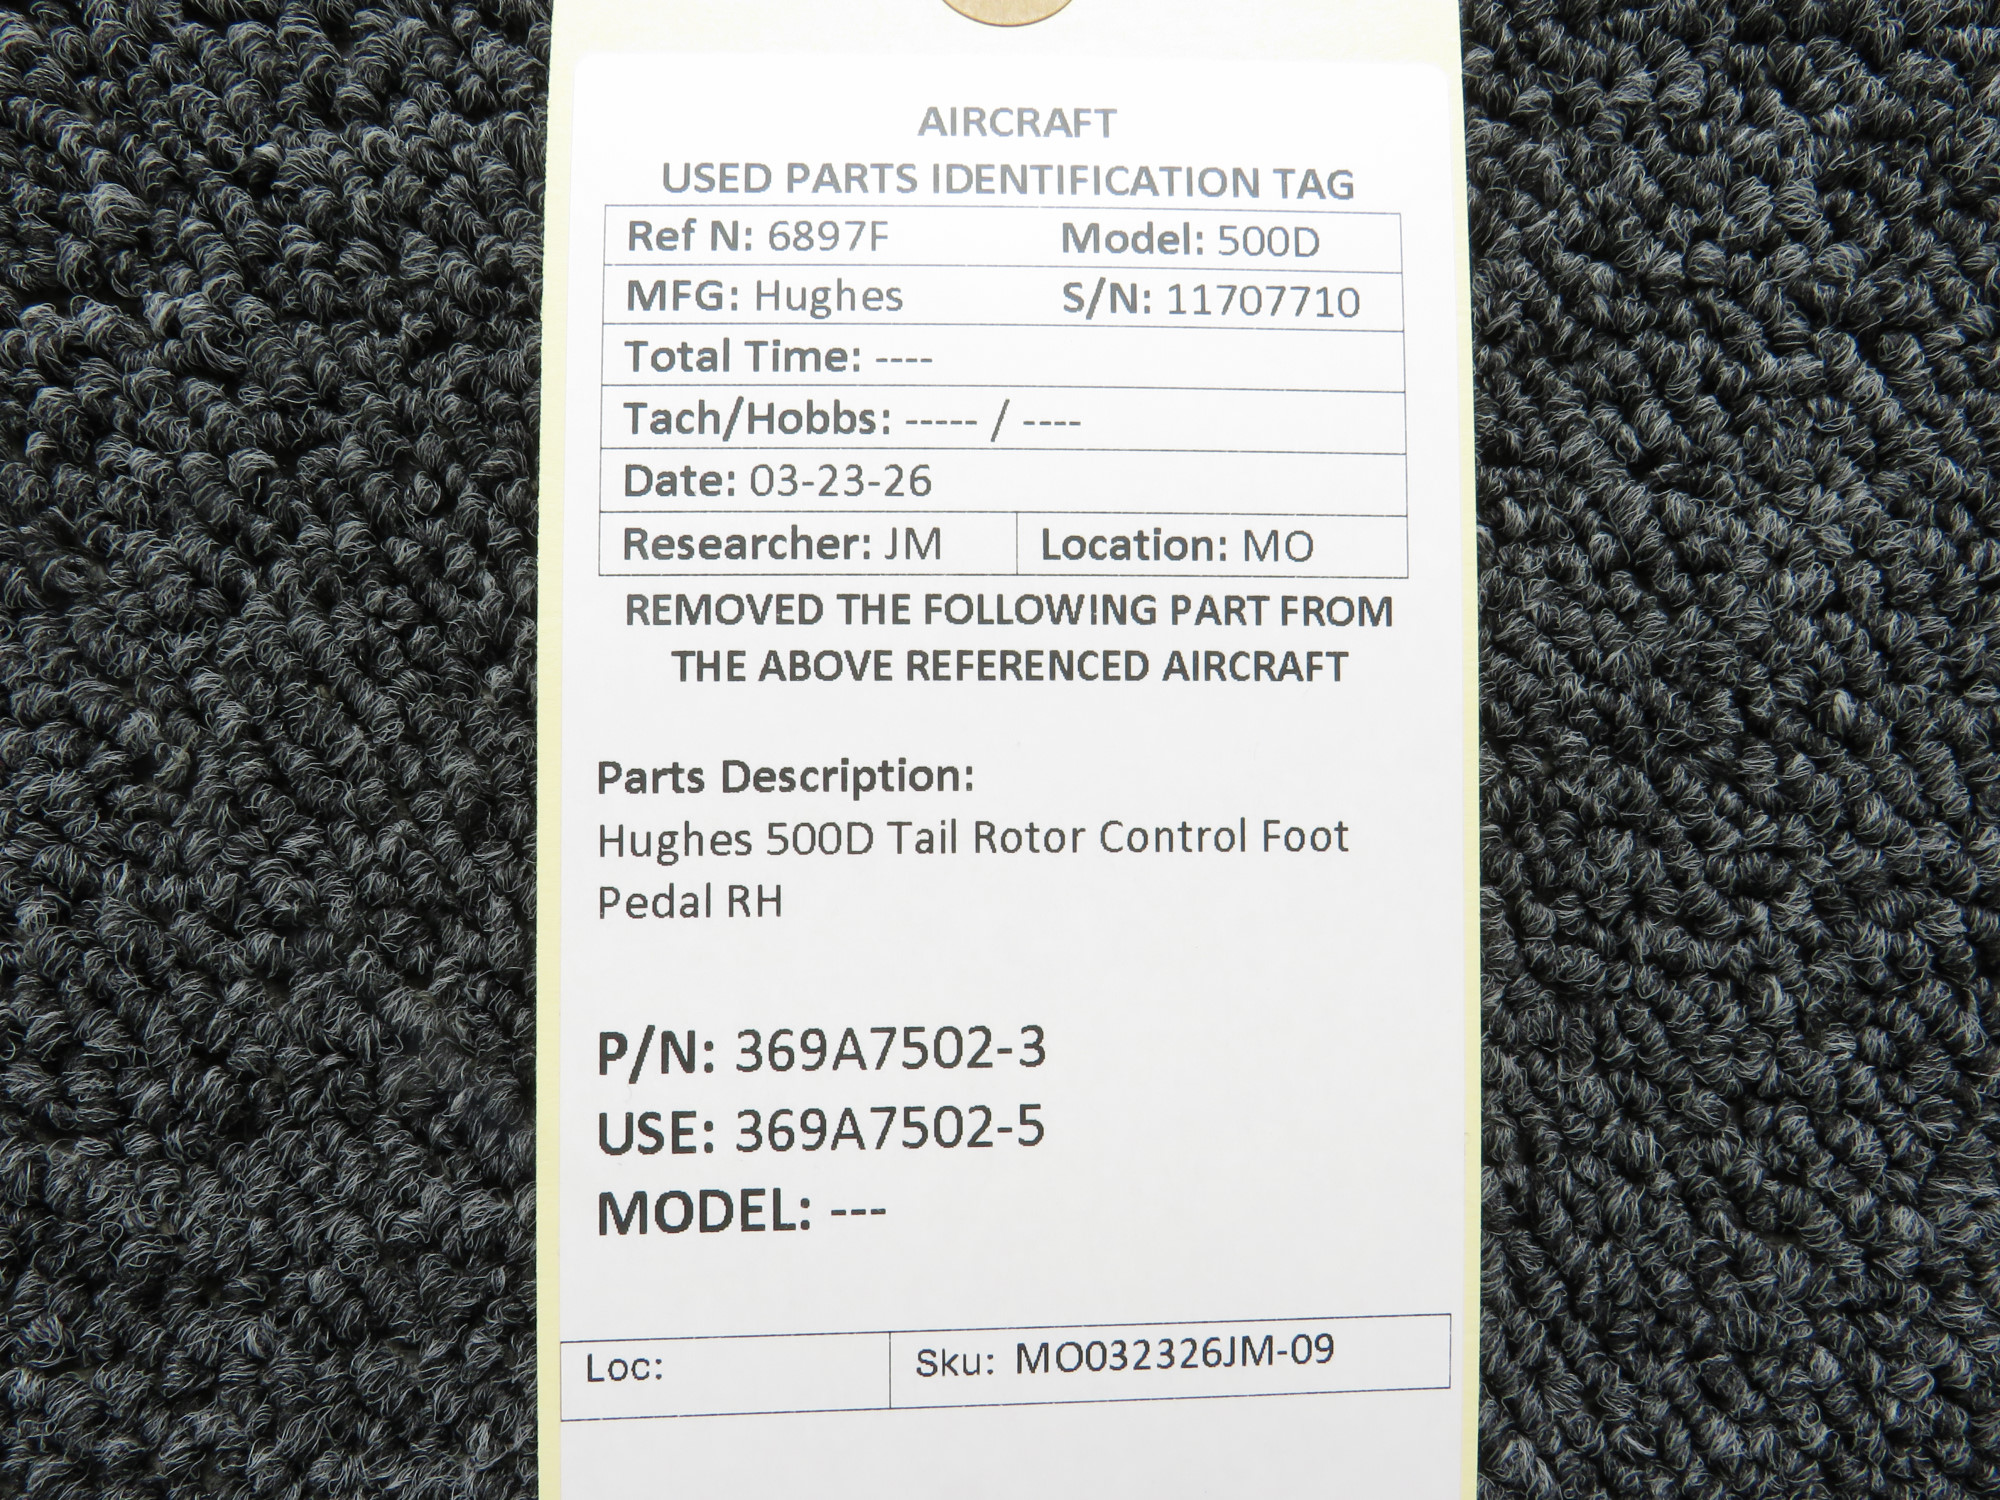 AIRCRAFT
USED PARTS IDENTIFICATION TAG
Ref N: 6897F Model: 500D
MFG: Hughes S/N: 11707710
Total Time: ----
Tach/Hobbs: ----- / ----
Date: 03-23-26
Researcher: JM Location: MO
REMOVED THE FOLLOWING PART FROM
THE ABOVE REFERENCED AIRCRAFT
Parts Description:
Hughes 500D Tail Rotor Control Foot
Pedal RH
P/N: 369A7502-3
USE: 369A7502-5
MODEL: ---
Loc: Sku: MO032326JM-09